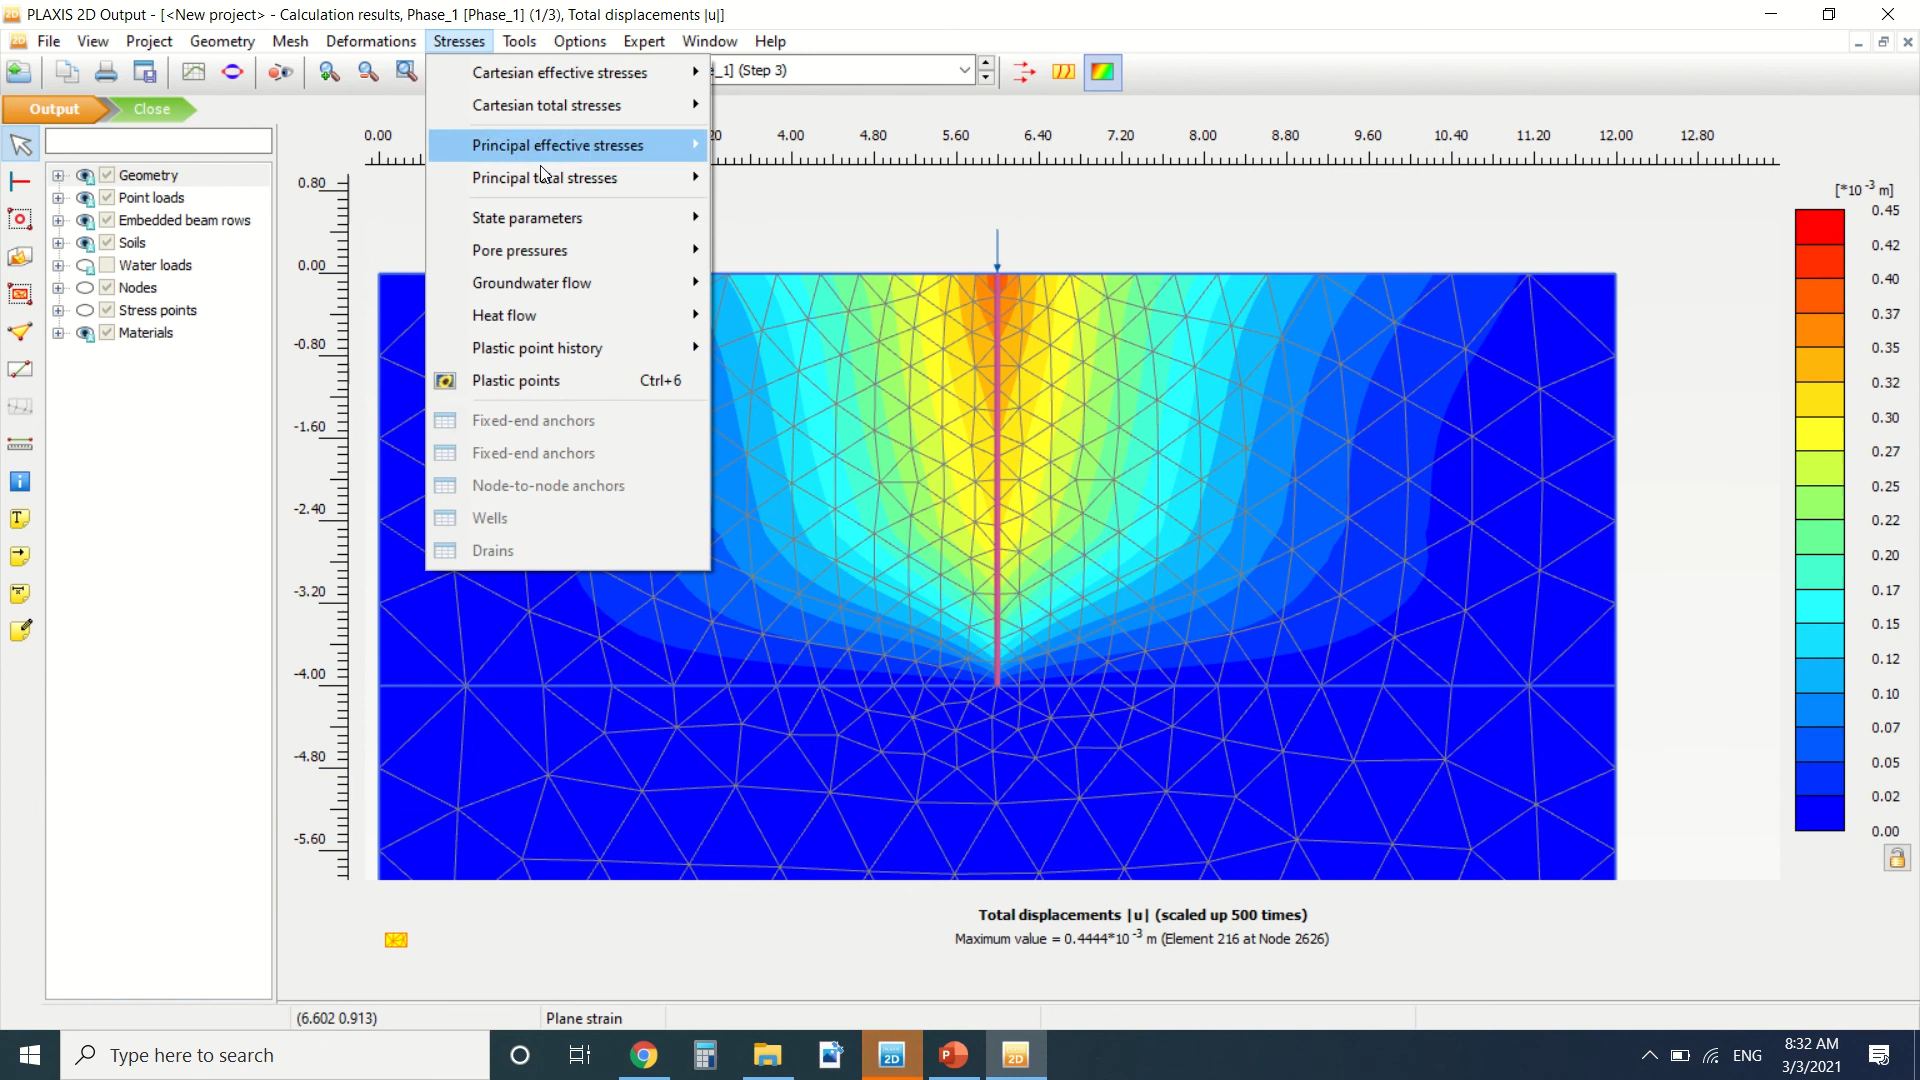 PLAXIS 2D Output - [<New project> - Calculation results, Phase_1 [Phase_1] (1/3), Total displacements |u|]
File View Project Geometry Mesh Deformations Stresses Tools Options Expert Window Help
Cartesian effective stresses
Cartesian total stresses
Principal effective stresses
Principal total stresses
State parameters
Pore pressures
Groundwater flow
Heat flow
Plastic point history
Plastic points Ctrl+6
Fixed-end anchors
Fixed-end anchors
Node-to-node anchors
Wells
Drains
_1] (Step 3)
Output Close
Geometry
Point loads
Embedded beam rows
Soils
Water loads
Nodes
Stress points
Materials
0.00 20 4.00 4.80 5.60 6.40 7.20 8.00 8.80 9.60 10.40 11.20 12.00 12.80
0.80
0.00
-0.80
-1.60
-2.40
-3.20
-4.00
-4.80
-5.60
[*10⁻³ m]
0.45
0.42
0.40
0.37
0.35
0.32
0.30
0.27
0.25
0.22
0.20
0.17
0.15
0.12
0.10
0.07
0.05
0.02
0.00
Total displacements |u| (scaled up 500 times)
Maximum value = 0.4444*10⁻³ m (Element 216 at Node 2626)
(6.602 0.913) Plane strain
Type here to search
2D
P
2D
ENG
8:32 AM
3/3/2021